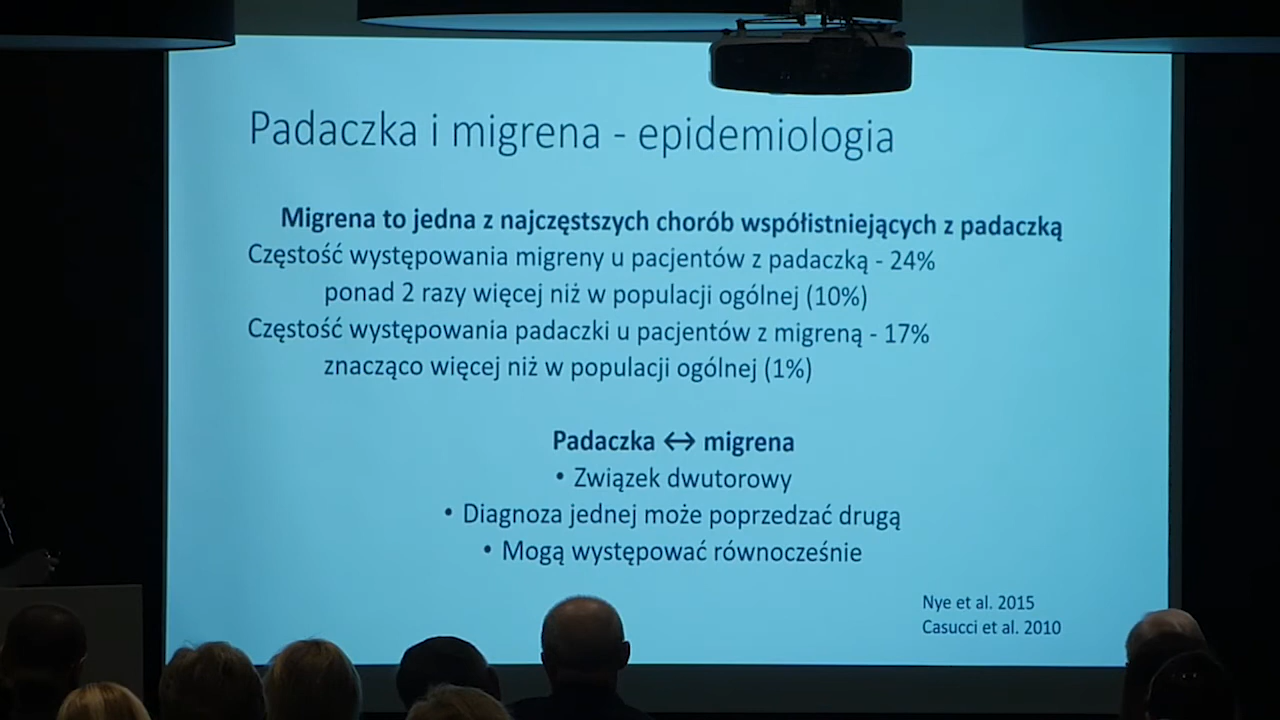 Padaczka i migrena - epidemiologia
Migrena to jedna z najczęstszych chorób współistniejących z padaczką
Częstość występowania migreny u pacjentów z padaczką - 24%
ponad 2 razy więcej niż w populacji ogólnej (10%)
Częstość występowania padaczki u pacjentów z migreną - 17%
znacząco więcej niż w populacji ogólnej (1%)
Padaczka ↔ migrena
• Związek dwutorowy
• Diagnoza jednej może poprzedzać drugą
• Mogą występować równocześnie
Nye et al. 2015
Casucci et al. 2010